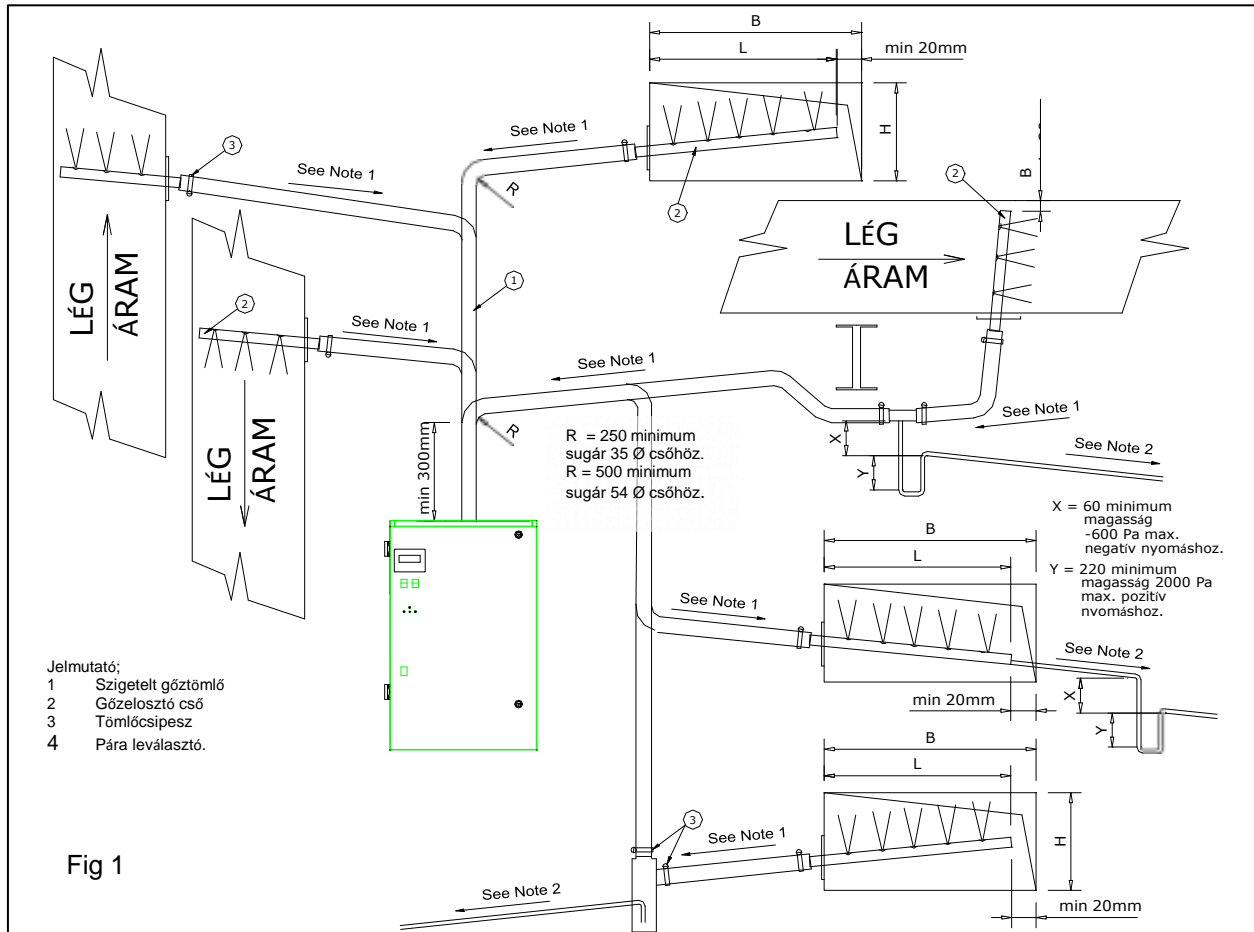 B
L
min 20mm
H
See Note 1
3
See Note 1
R
2
2
B
LÉG
ÁRAM
LÉG
ÁRAM
1
2
See Note 1
LÉG
ÁRAM
See Note 1
See Note 1
R
min 300mm
R = 250 minimum
sugár 35 Ø csőhöz.
R = 500 minimum
sugár 54 Ø csőhöz.
X
Y
See Note 2
X = 60 minimum
magasság
-600 Pa max.
negatív nyomáshoz.
Y = 220 minimum
magasság 2000 Pa
max. pozitív
nyomáshoz.
B
L
See Note 1
See Note 2
min 20mm
X
Y
Jelmutató;
1 Szigetelt gőztömlő
2 Gőzelosztó cső
3 Tömlőcsipesz
4 Pára leválasztó.
B
L
3
See Note 1
H
min 20mm
See Note 2
Fig 1